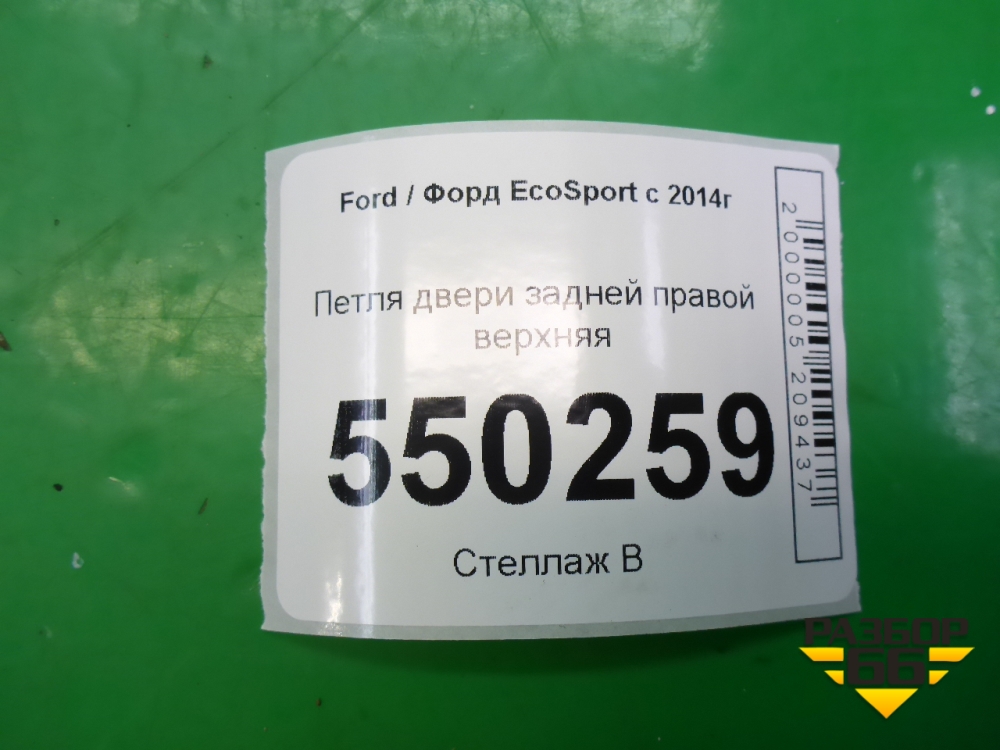 Ford / Форд EcoSport с 2014г
Петля двери задней правой
верхняя
550259
Стеллаж В
2000005209437
РАЗБОР
66